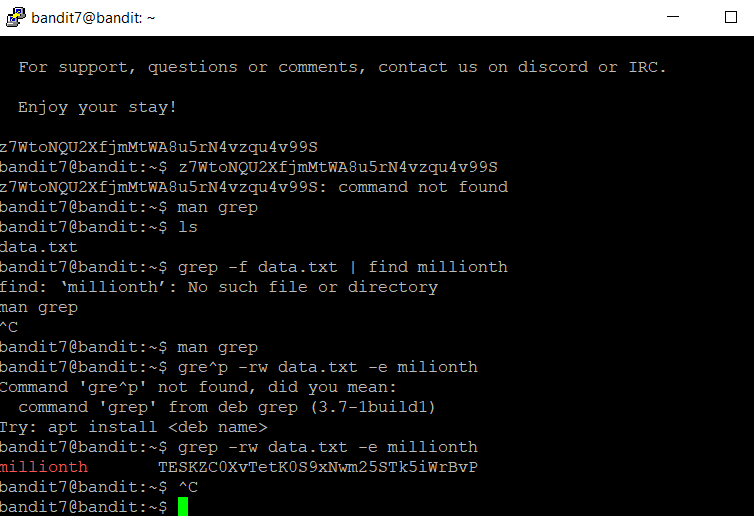 bandit7@bandit: ~
For support, questions or comments, contact us on discord or IRC.
Enjoy your stay!
z7WtoNQU2XfjmMtWA8u5rN4vzqu4v99S
bandit7@bandit:~$ z7WtoNQU2XfjmMtWA8u5rN4vzqu4v99S
z7WtoNQU2XfjmMtWA8u5rN4vzqu4v99S: command not found
bandit7@bandit:~$ man grep
bandit7@bandit:~$ ls
data.txt
bandit7@bandit:~$ grep -f data.txt | find millionth
find: ‘millionth’: No such file or directory
man grep
^C
bandit7@bandit:~$ man grep
bandit7@bandit:~$ gre^p -rw data.txt -e milionth
Command 'gre^p' not found, did you mean:
command 'grep' from deb grep (3.7-1build1)
Try: apt install <deb name>
bandit7@bandit:~$ grep -rw data.txt -e millionth
millionth TESKZC0XvTetK0S9xNwm25STk5iWrBvP
bandit7@bandit:~$ ^C
bandit7@bandit:~$